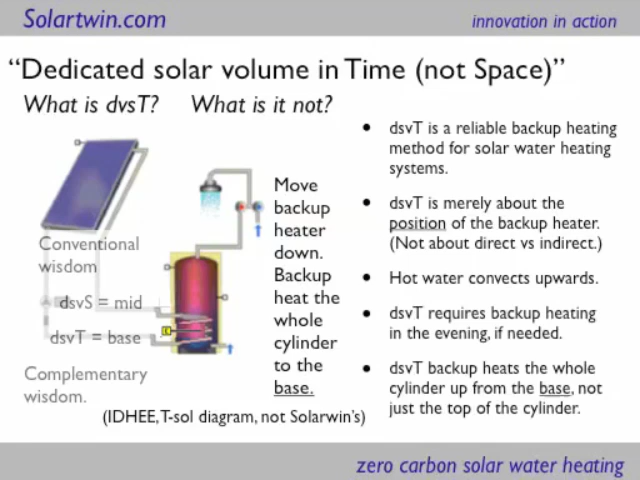 Solartwin.com
innovation in action
“Dedicated solar volume in Time (not Space)”
What is dvsT?
What is it not?
Conventional
wisdom
dsvS = mid
dsvT = base
Complementary
wisdom.
Move
backup
heater
down.
Backup
heat the
whole
cylinder
to the
base.
(IDHEE, T-sol diagram, not Solarwin’s)
• dsvT is a reliable backup heating
method for solar water heating
systems.
• dsvT is merely about the
position of the backup heater.
(Not about direct vs indirect.)
• Hot water convects upwards.
• dsvT requires backup heating
in the evening, if needed.
• dsvT backup heats the whole
cylinder up from the base, not
just the top of the cylinder.
zero carbon solar water heating